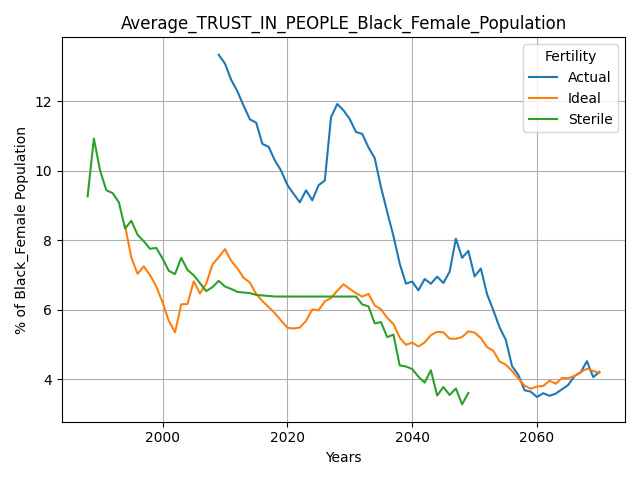 Average_TRUST_IN_PEOPLE_Black_Female_Population
Fertility
Actual
Ideal
Sterile
% of Black_Female Population
12
10
8
6
4
2000
2020
2040
2060
Years